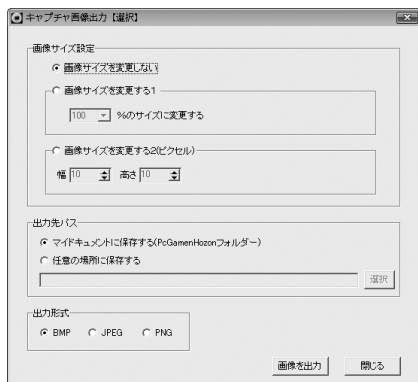 キャプチャ画像出力【選択】
画像サイズ設定
画像サイズを変更しない
画像サイズを変更する1
100 %のサイズに変更する
画像サイズを変更する2(ピクセル)
幅 10 高さ 10
出力先パス
マイドキュメントに保存する(PcGamenHozonフォルダー)
任意の場所に保存する
選択
出力形式
BMP JPEG PNG
画像を出力 閉じる